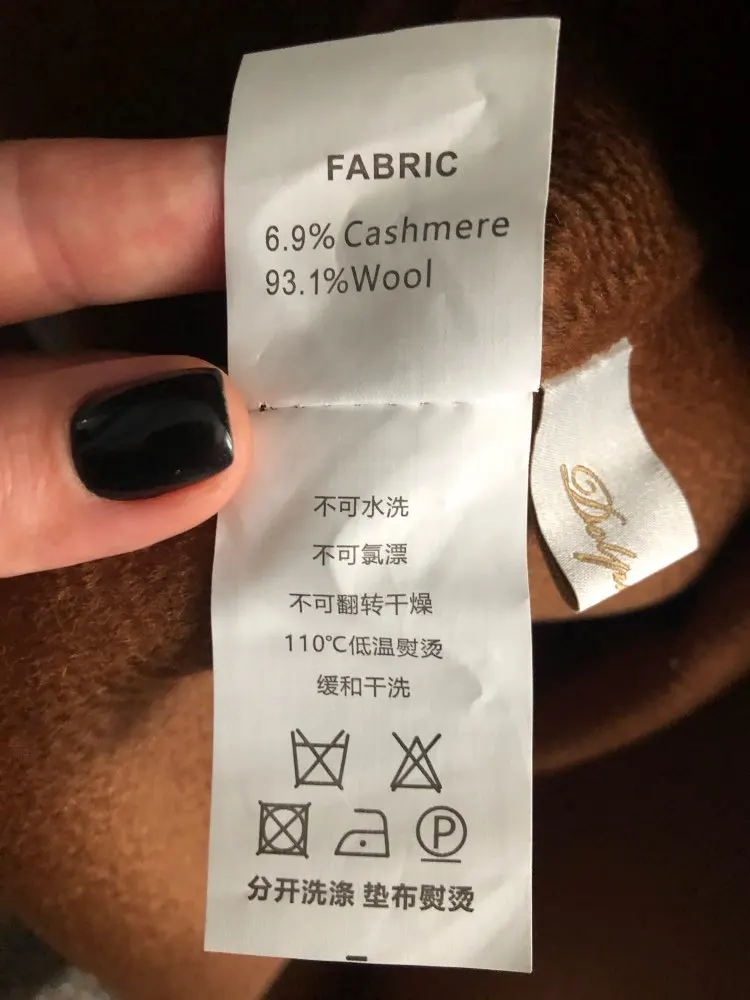 FABRIC
6.9% Cashmere
93.1%Wool
不可水洗
不可氯漂
不可翻转干燥
110℃低温熨烫
缓和干洗
P
分开洗涤 垫布熨烫